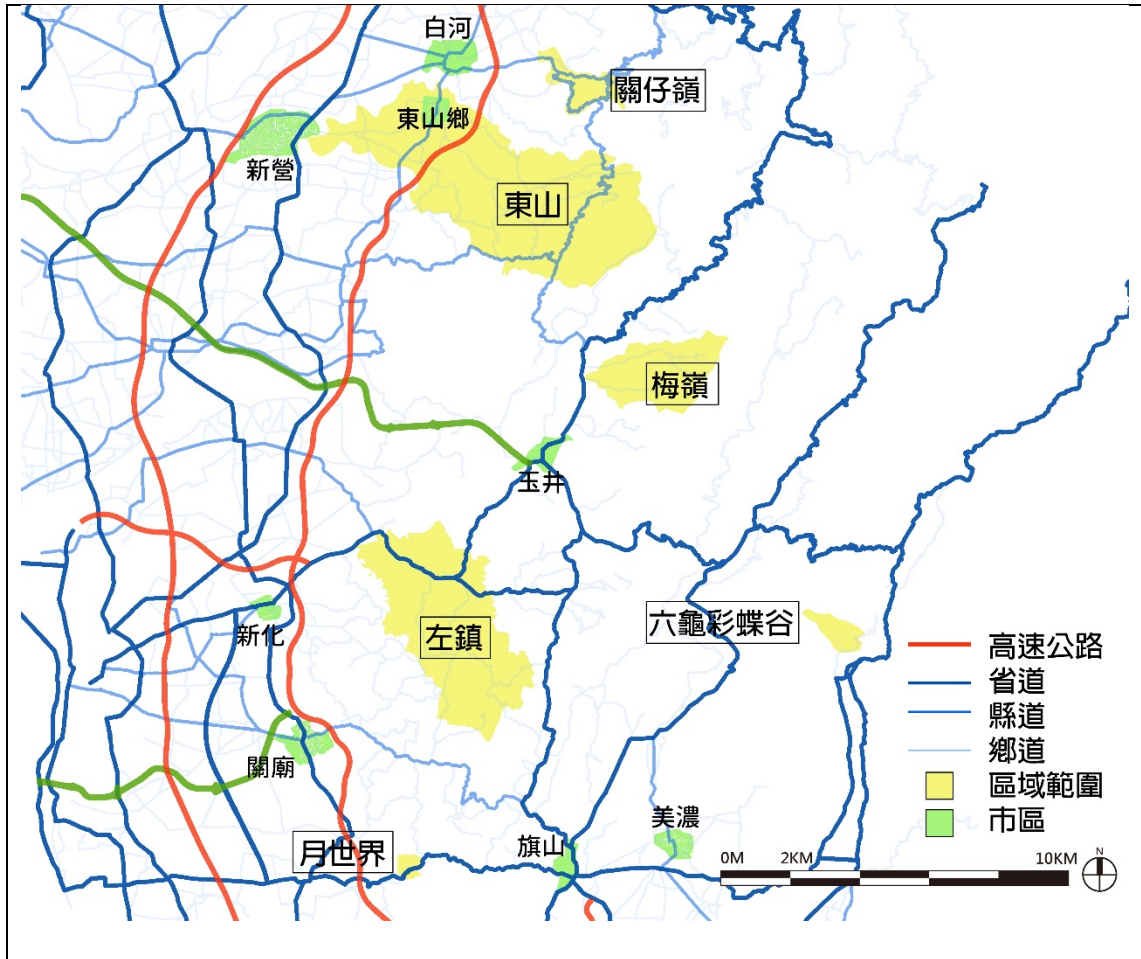 白河
關仔嶺
東山鄉
新營
東山
梅嶺
玉井
六龜彩蝶谷
新化
左鎮
高速公路
省道
縣道
鄉道
區域範圍
市區
關廟
美濃
月世界
旗山
0M 2KM 10KM
N